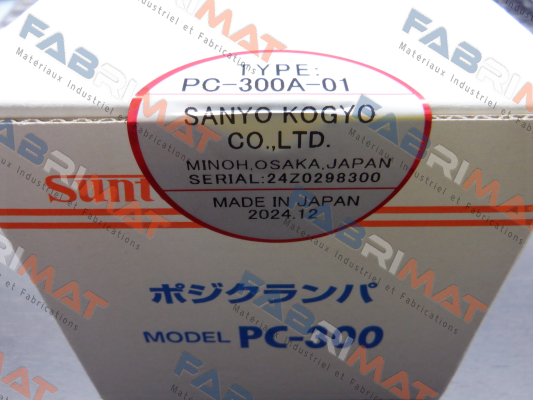 TYPE:
PC-300A-01
SANYO KOGYO
CO.,LTD.
MINOH,OSAKA,JAPAN
SERIAL:24Z0298300
MADE IN JAPAN
2024.12
Sunt
ポジクランパ
MODEL PC-300
FABRIMAT
Materiaux Industriel et Fabrications